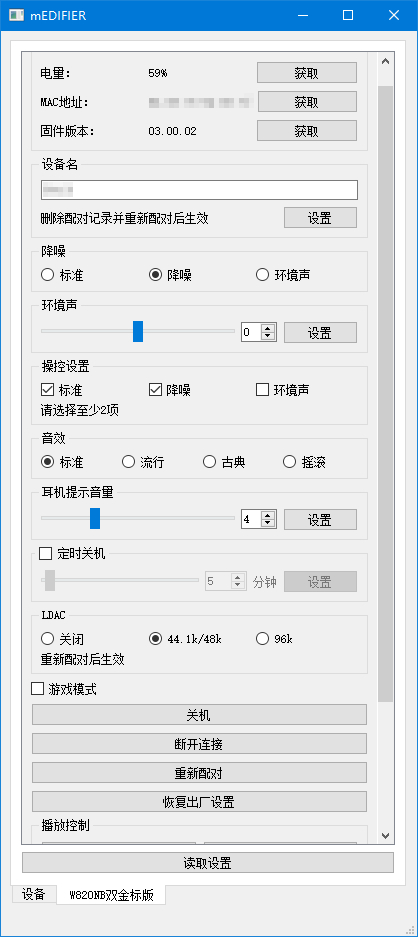 mEDIFIER
电量: 59% 获取
MAC地址: 获取
固件版本: 03.00.02 获取
设备名
删除配对记录并重新配对后生效 设置
降噪
标准 降噪 环境声
环境声
0 设置
操控设置
标准 降噪 环境声
请选择至少2项
音效
标准 流行 古典 摇滚
耳机提示音量
4 设置
定时关机
5 分钟 设置
LDAC
关闭 44.1k/48k 96k
重新配对后生效
游戏模式
关机
断开连接
重新配对
恢复出厂设置
播放控制
读取设置
设备 W820NB双金标版